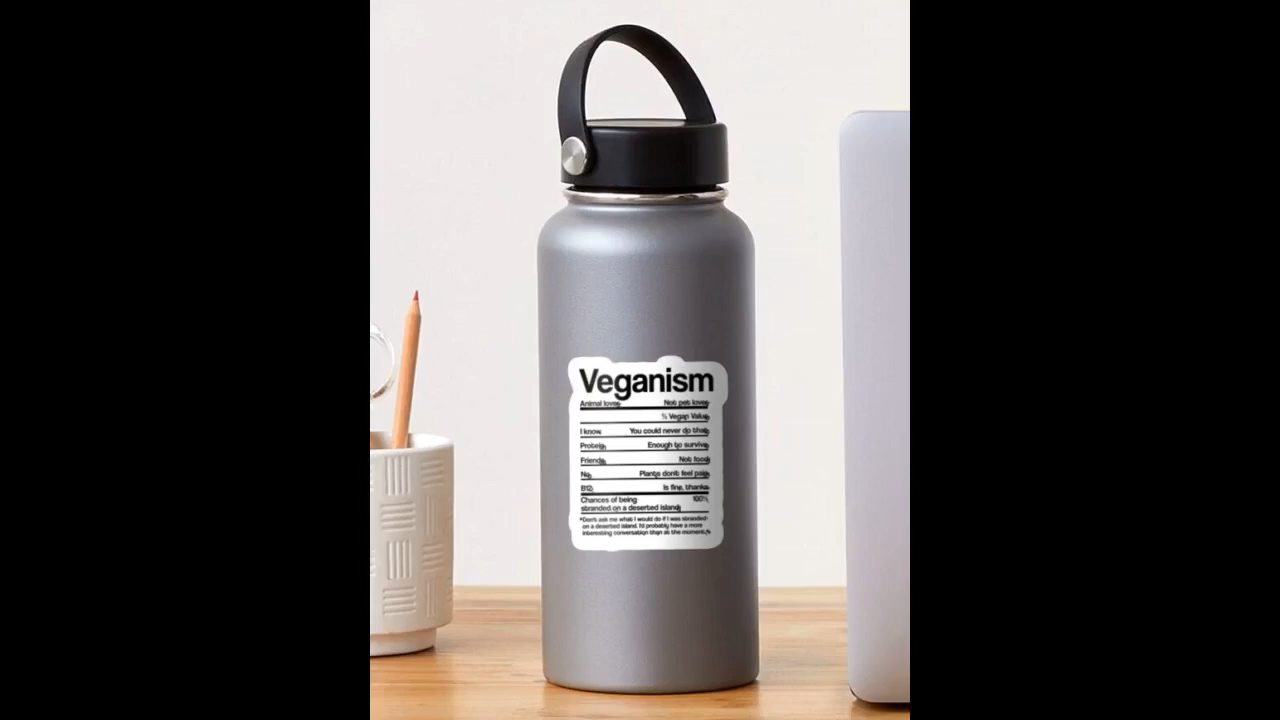 Veganism
Animal lover Not pet lover
% Vegan Value
I know You could never do that
Protein Enough to survive
Friends Not food
No Plants don't feel pain
B12 Is fine, thanks
Chances of being 100%
stranded on a deserted island
*Don't ask me what I would do if I was stranded
on a deserted island. I'd probably have a more
interesting conversation than at the moment.